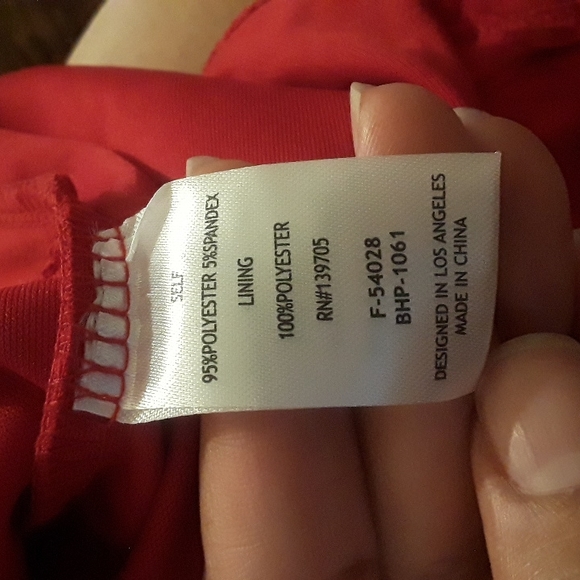 SELF
95%POLYESTER 5%SPANDEX
LINING
100%POLYESTER
RN#139705
F-54028
BHP-1061
DESIGNED IN LOS ANGELES
MADE IN CHINA